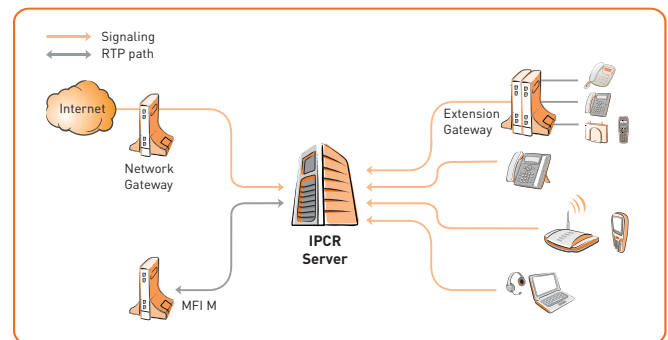 Signaling
RTP path
Internet
Network
Gateway
Extension
Gateway
IPCR
Server
MFI M